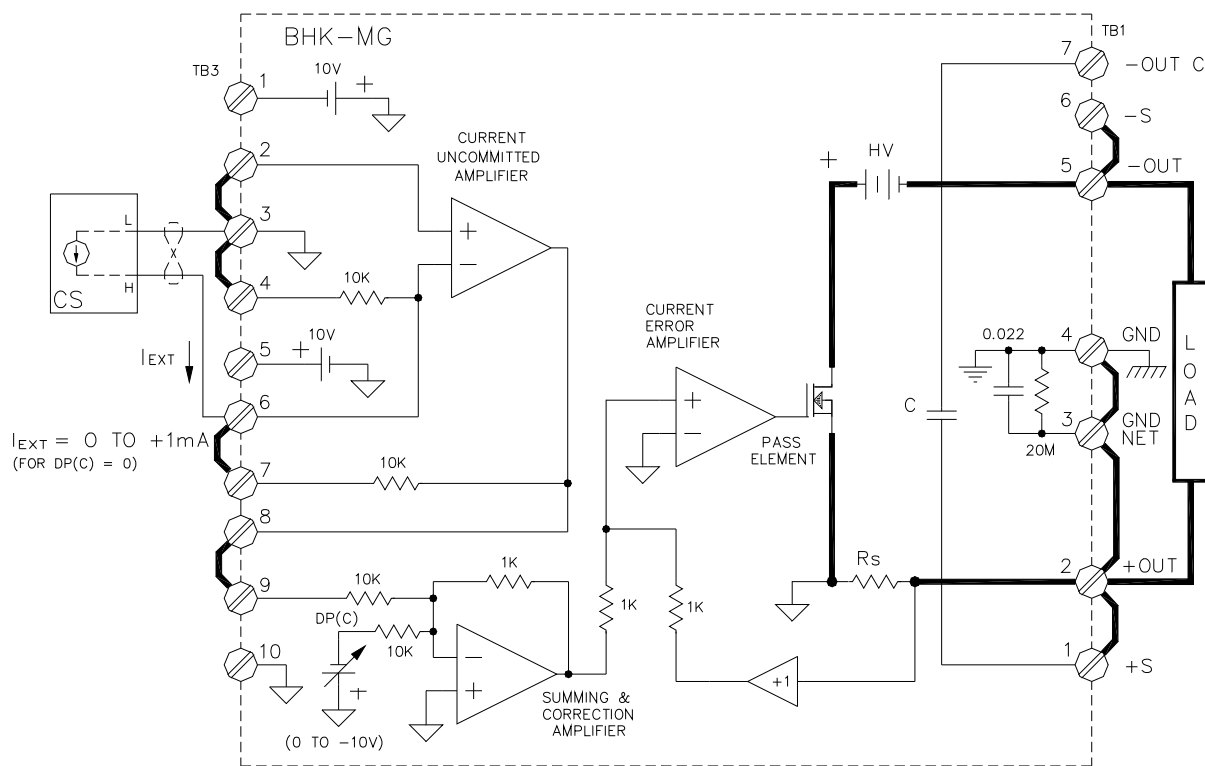 BHK-MG
TB3
1
10V
+
2
CURRENT
UNCOMMITTED
AMPLIFIER
3
+
−
4
10K
L
H
CS
5
+
10V
IEXT
6
IEXT = 0 TO +1mA
(FOR DP(C) = 0)
7
10K
8
9
10K
1K
DP(C)
10K
10
+
(0 TO -10V)
−
+
SUMMING &
CORRECTION
AMPLIFIER
CURRENT
ERROR
AMPLIFIER
+
−
PASS
ELEMENT
1K
1K
+1
Rs
+
HV
C
0.022
20M
TB1
7
-OUT C
6
-S
5
-OUT
4
GND
3
GND
NET
2
+OUT
1
+S
LOAD